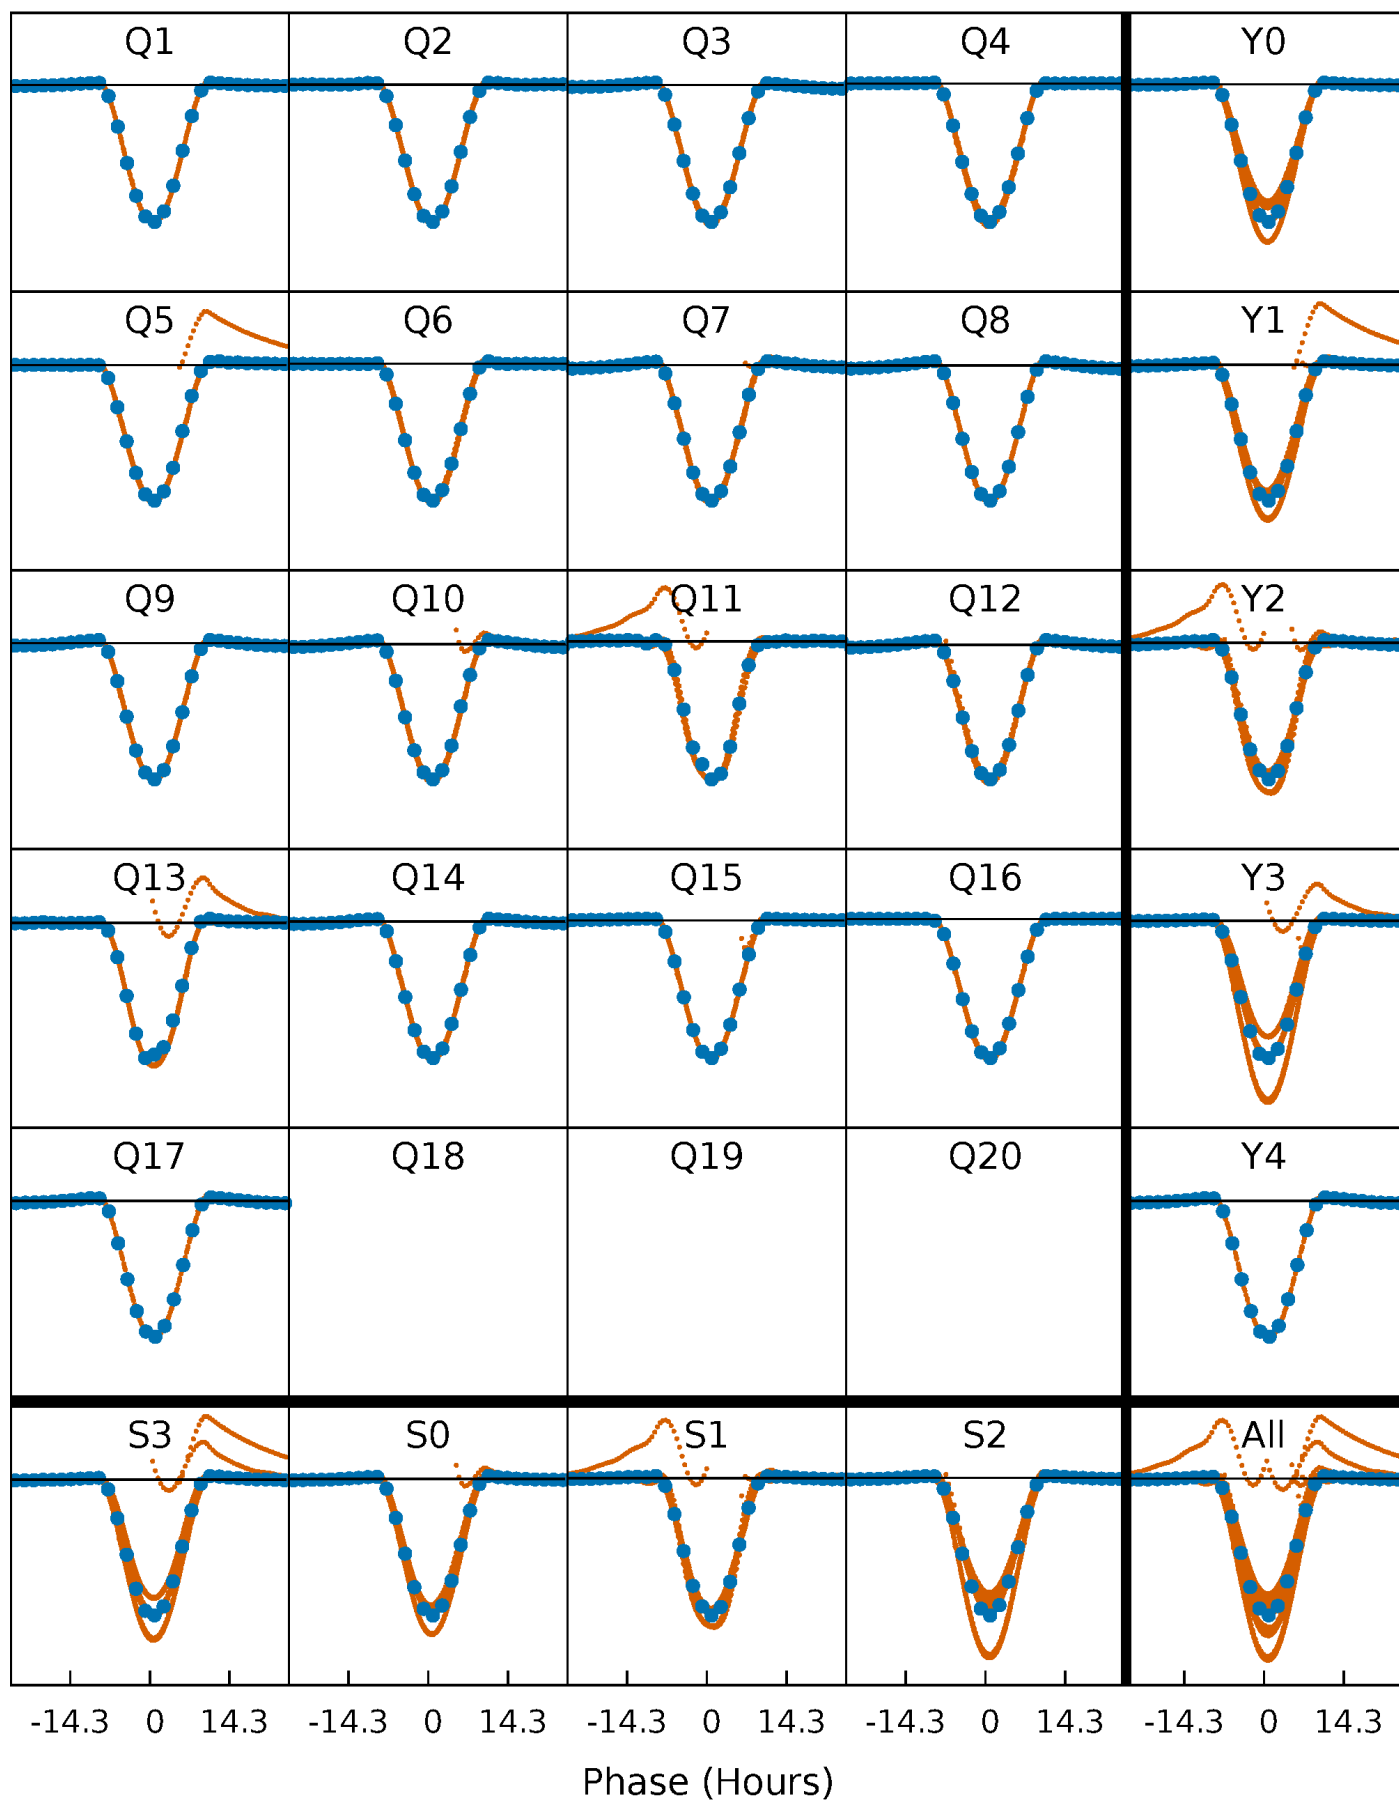 Q1 Q2 Q3 Q4 Y0
Q5 Q6 Q7 Q8 Y1
Q9 Q10 Q11 Q12 Y2
Q13 Q14 Q15 Q16 Y3
Q17 Q18 Q19 Q20 Y4
S3 S0 S1 S2 All
-14.3 0 14.3 -14.3 0 14.3 -14.3 0 14.3 -14.3 0 14.3 -14.3 0 14.3
Phase (Hours)